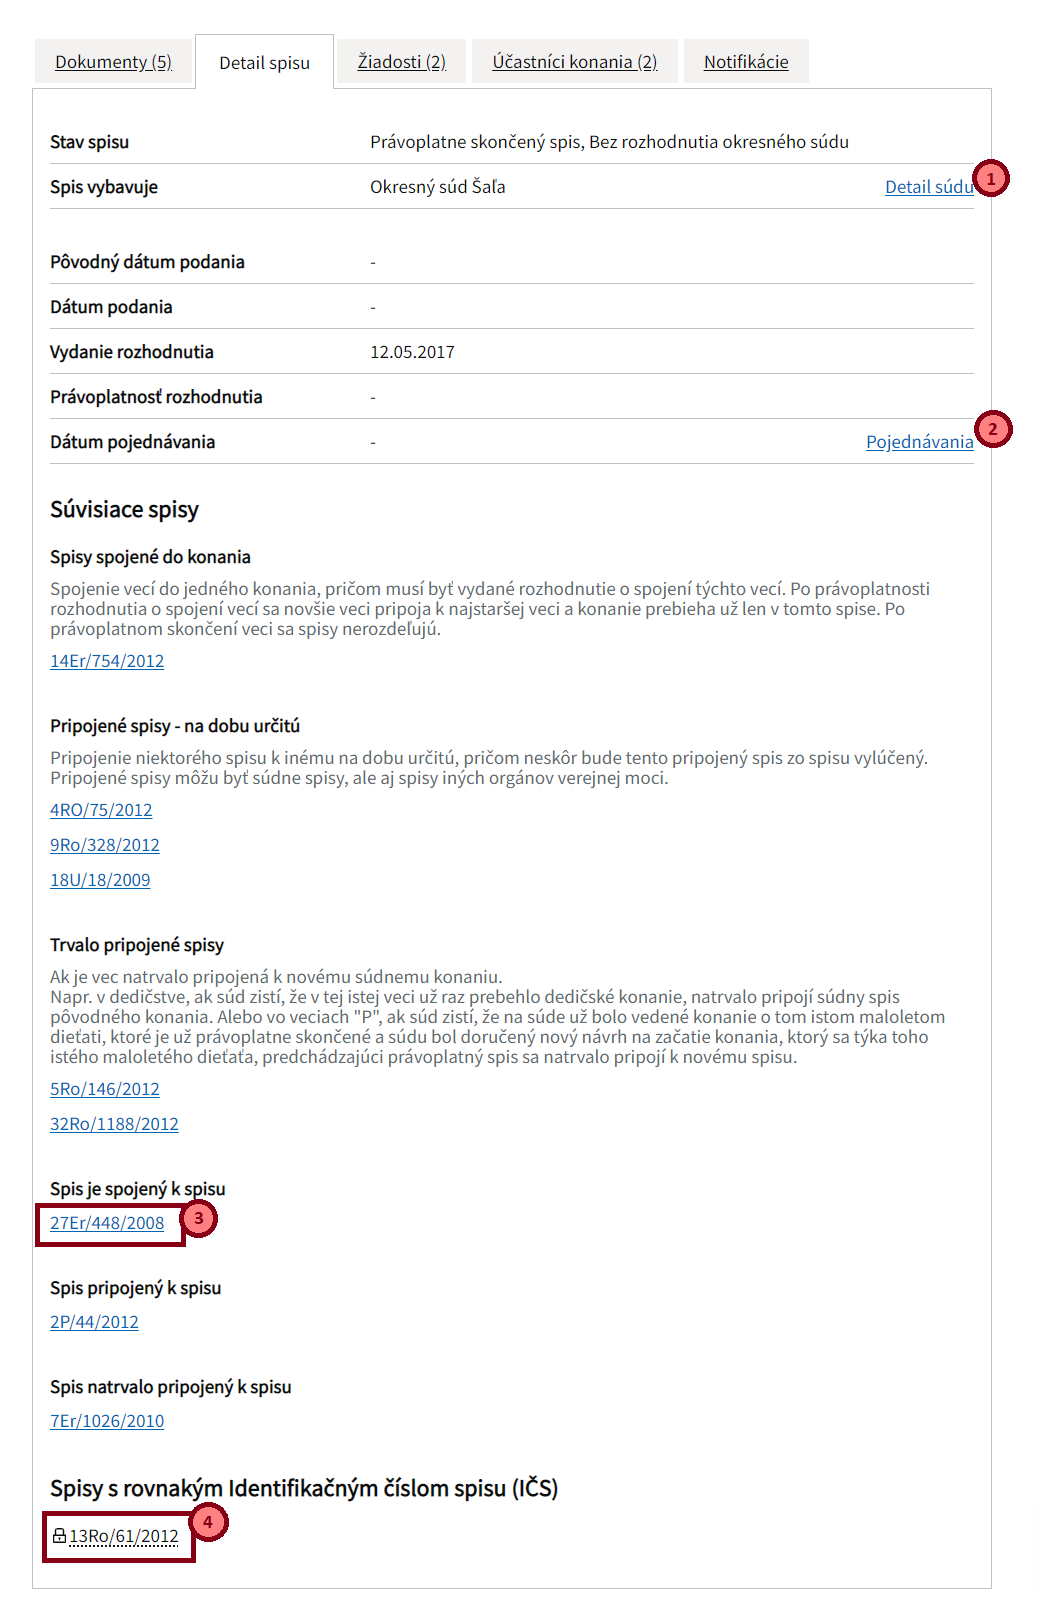 Dokumenty (5)
Detail spisu
Žiadosti (2)
Účastníci konania (2)
Notifikácie
Stav spisu
Právoplatne skončený spis, Bez rozhodnutia okresného súdu
Spis vybavuje
Okresný súd Šaľa
Detail súdu
1
Pôvodný dátum podania
-
Dátum podania
-
Vydanie rozhodnutia
12.05.2017
Právoplatnosť rozhodnutia
-
Dátum pojednávania
-
Pojednávania
2
Súvisiace spisy
Spisy spojené do konania
Spojenie vecí do jedného konania, pričom musí byť vydané rozhodnutie o spojení týchto vecí. Po právoplatnosti
rozhodnutia o spojení vecí sa novšie veci pripoja k najstaršej veci a konanie prebieha už len v tomto spise. Po
právoplatnom skončení veci sa spisy nerozdeľujú.
14Er/754/2012
Pripojené spisy - na dobu určitú
Pripojenie niektorého spisu k inému na dobu určitú, pričom neskôr bude tento pripojený spis zo spisu vylúčený.
Pripojené spisy môžu byť súdne spisy, ale aj spisy iných orgánov verejnej moci.
4RO/75/2012
9Ro/328/2012
18U/18/2009
Trvalo pripojené spisy
Ak je vec natrvalo pripojená k novému súdnemu konaniu.
Napr. v dedičstve, ak súd zistí, že v tej istej veci už raz prebehlo dedičské konanie, natrvalo pripojí súdny spis
pôvodného konania. Alebo vo veciach "P", ak súd zistí, že na súde už bolo vedené konanie o tom istom maloletom
dieťati, ktoré je už právoplatne skončené a súdu bol doručený nový návrh na začatie konania, ktorý sa týka toho
istého maloletého dieťaťa, predchádzajúci právoplatný spis sa natrvalo pripojí k novému spisu.
5Ro/146/2012
32Ro/1188/2012
Spis je spojený k spisu
27Er/448/2008
3
Spis pripojený k spisu
2P/44/2012
Spis natrvalo pripojený k spisu
7Er/1026/2010
Spisy s rovnakým Identifikačným číslom spisu (IČS)
4
13Ro/61/2012